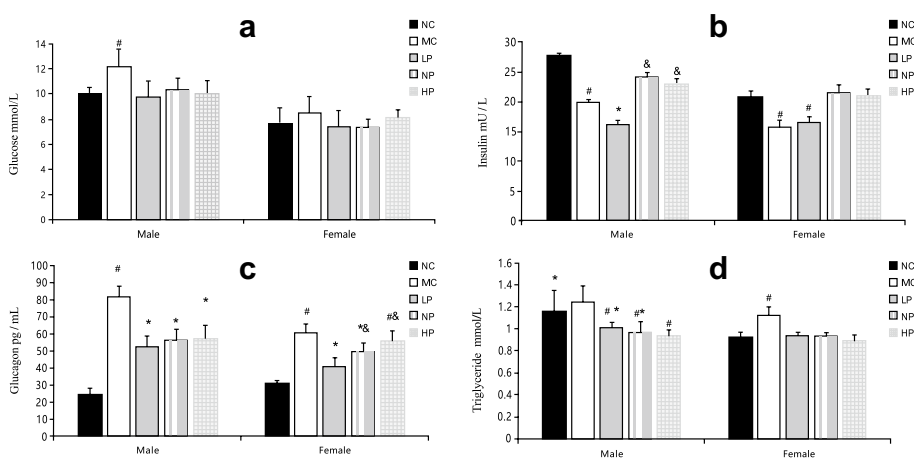 a
Glucose mmol/L
14
12
10
8
6
4
2
0
#
Male
Female
NC
MC
LP
NP
HP
b
Insulin mU / L
30
25
20
15
10
5
0
#
*
&
&
#
#
Male
Female
NC
MC
LP
NP
HP
c
Glucagon pg / mL
100
90
80
70
60
50
40
30
20
10
0
#
*
*
*
#
*
*&
#&
Male
Female
NC
MC
LP
NP
HP
d
Triglyceride mmol/L
1.6
1.4
1.2
1
0.8
0.6
0.4
0.2
0
*
# *
#*
#
#
Male
Female
NC
MC
LP
NP
HP